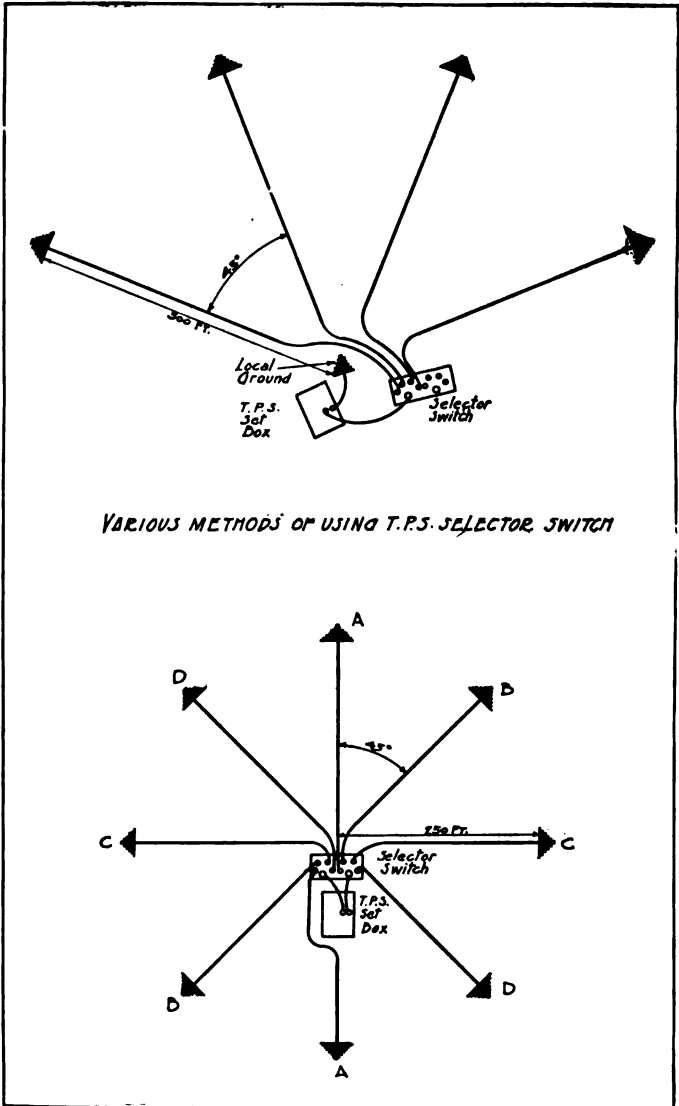 45°
500 FT.
Local
Ground
T.P.S.
Set
Box
Selector
Switch
VARIOUS METHODS OF USING T.P.S. SELECTOR SWITCH
A
D
B
45°
250 FT.
C
C
Selector
Switch
T.P.S.
Set
Box
B
D
A